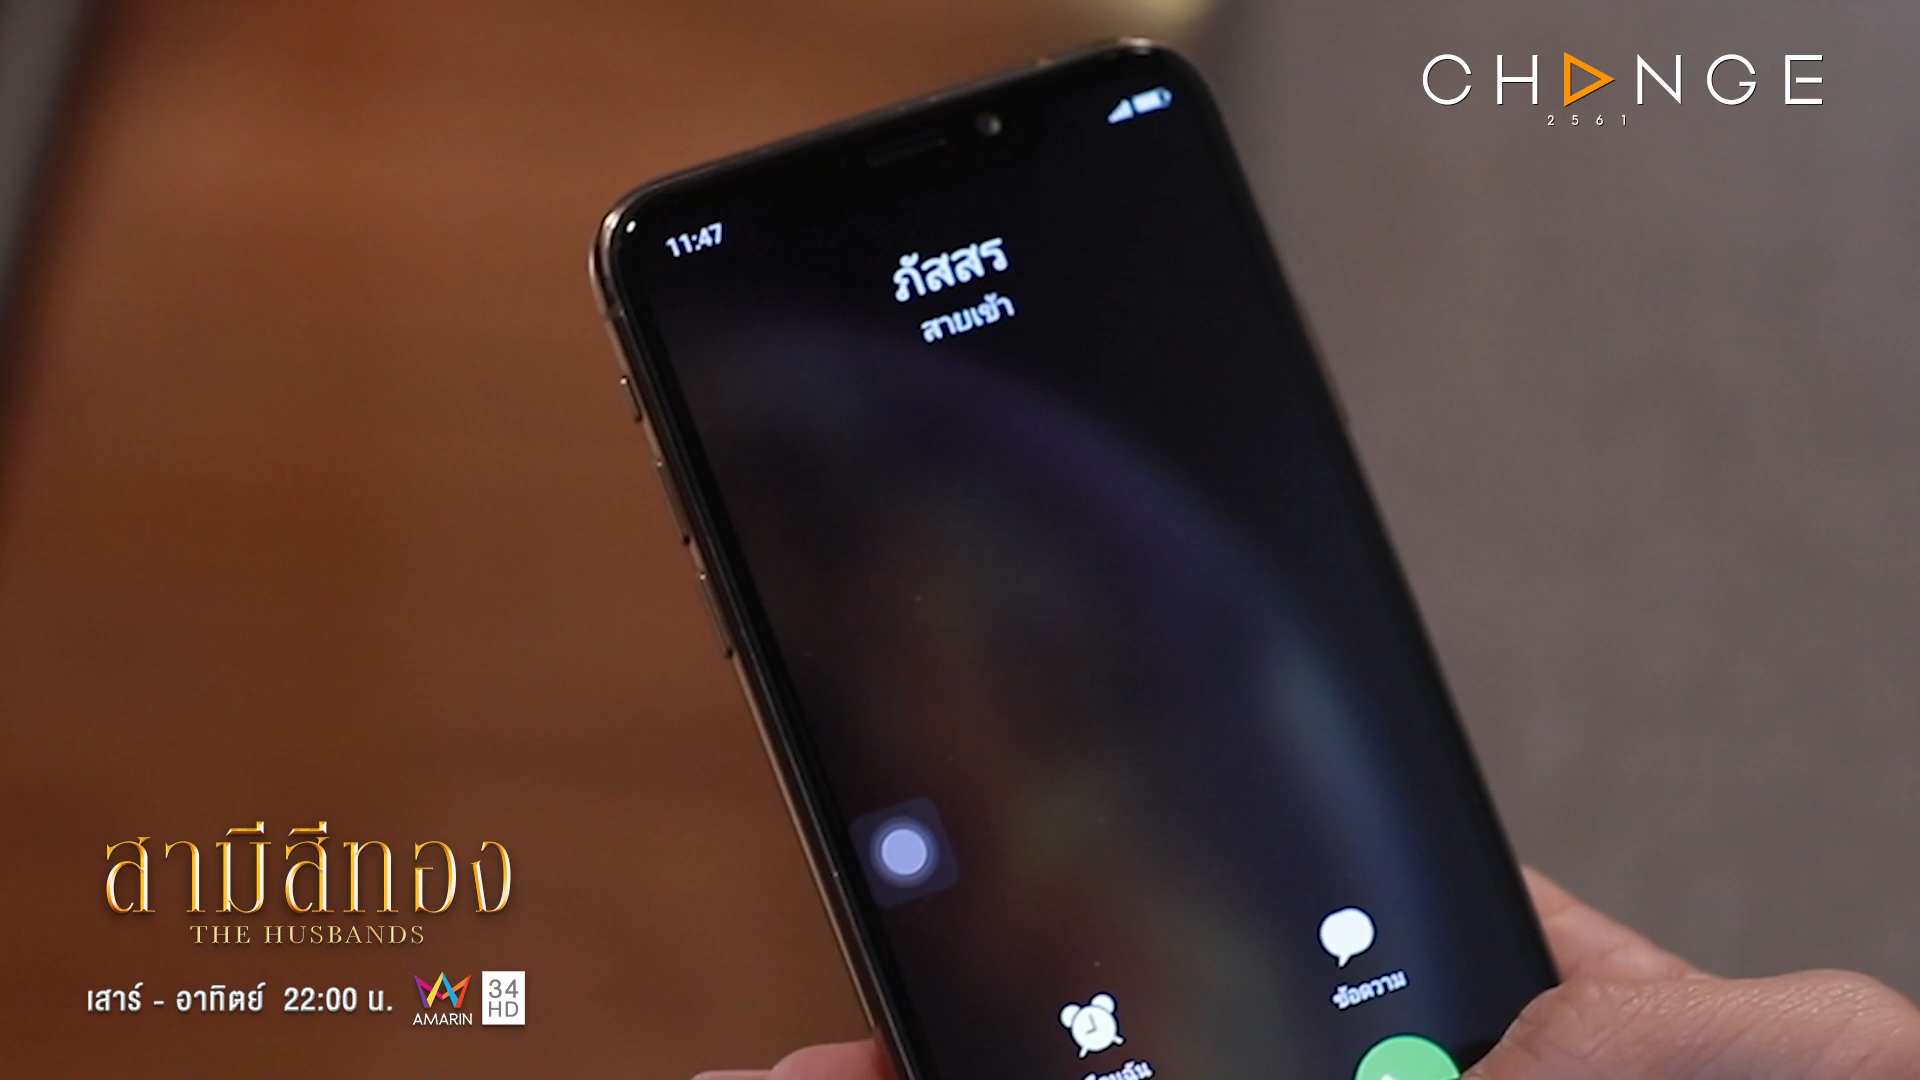 CHANGE
2561
11:47
ภัสสร
สายเข้า
ข้อความ
สามีสีทอง
THE HUSBANDS
เสาร์ - อาทิตย์ 22:00 น.
AMARIN
34
HD